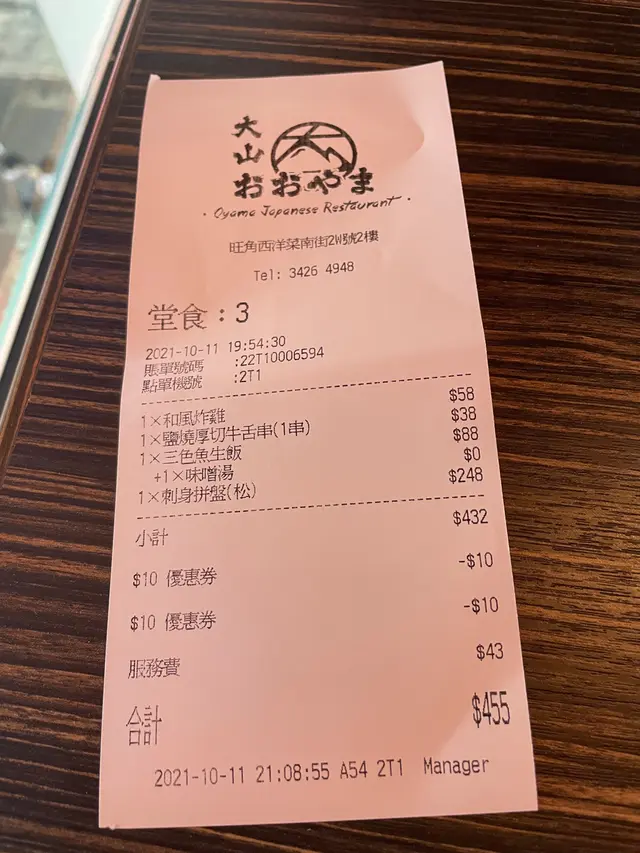 大山
おおやま
· Oyama Japanese Restaurant ·
旺角西洋菜南街2W號2樓
Tel: 3426 4948
堂食：3
2021-10-11 19:54:30
賬單號碼 :22T10006594
點單機號 :2T1
1×和風炸雞 $58
1×鹽燒厚切牛舌串(1串) $38
1×三色魚生飯 $88
+1×味噌湯 $0
1×刺身拼盤(松) $248
小計 $432
$10 優惠券 -$10
$10 優惠券 -$10
服務費 $43
合計 $455
2021-10-11 21:08:55 A54 2T1 Manager